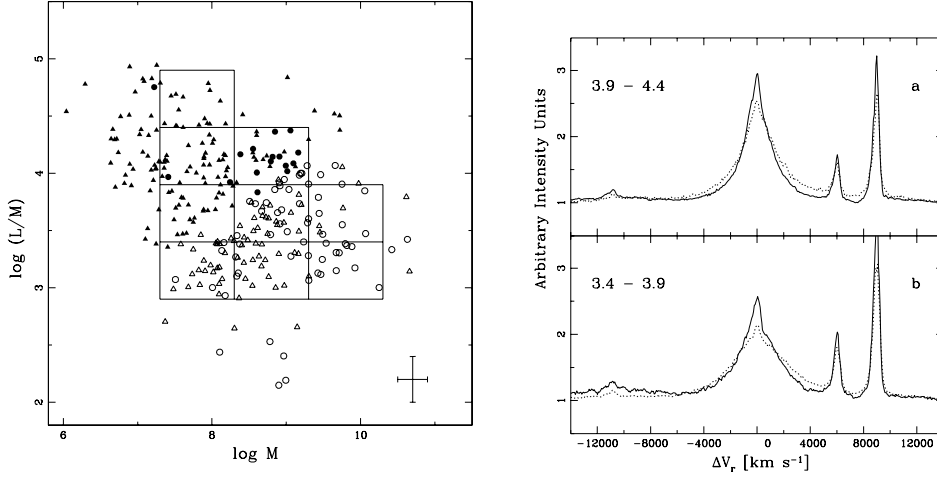 5
4
3
2
log (L/M)
6
8
10
log M
3.9 – 4.4
a
3
2
1
3.4 – 3.9
b
3
2
1
Arbitrary Intensity Units
-12000 -8000 -4000 0 4000 8000 12000
ΔVr [km s⁻¹]